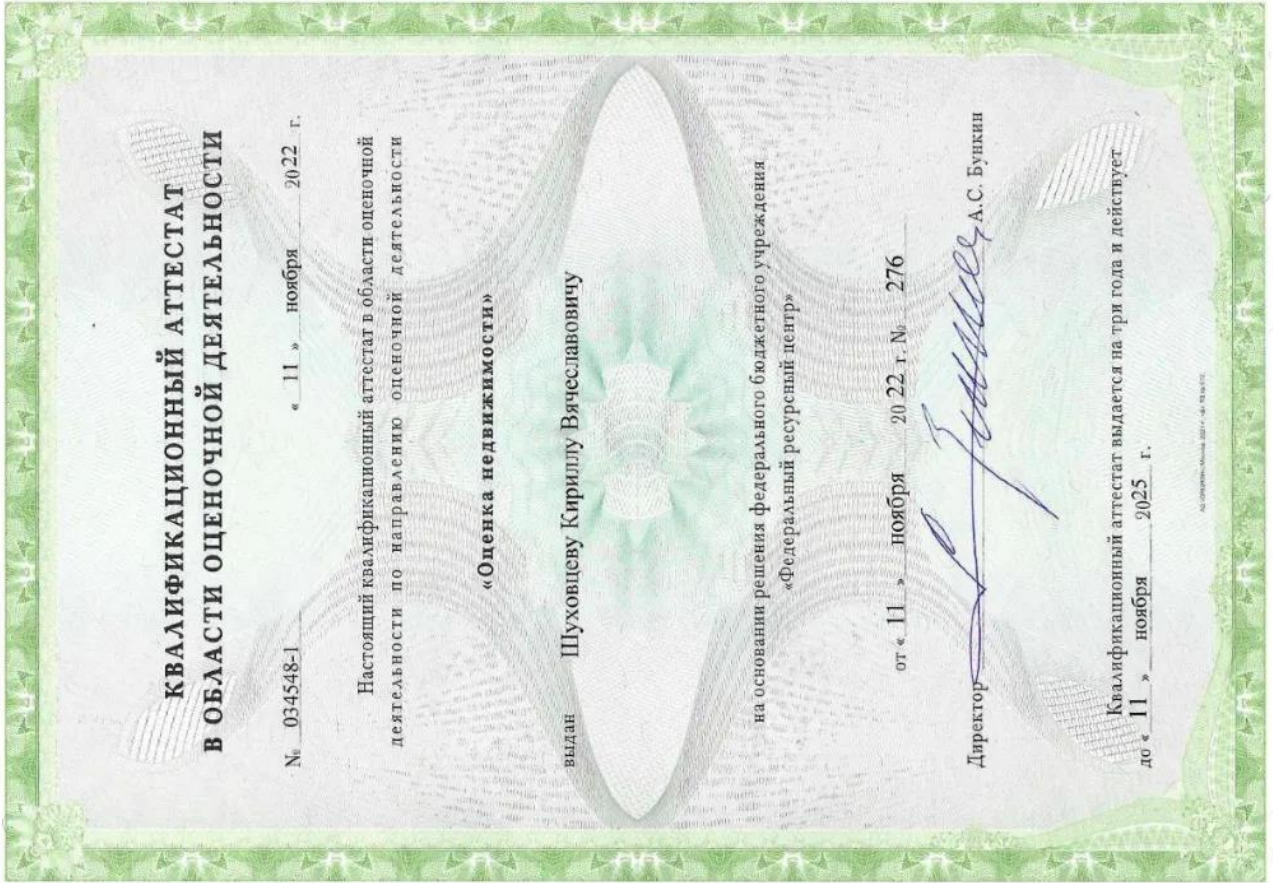 КВАЛИФИКАЦИОННЫЙ АТТЕСТАТ
В ОБЛАСТИ ОЦЕНОЧНОЙ ДЕЯТЕЛЬНОСТИ
№ 034548-1 « 11 » ноября 2022 г.
Настоящий квалификационный аттестат в области оценочной
деятельности по направлению оценочной деятельности
«Оценка недвижимости»
выдан Шуховцеву Кириллу Вячеславовичу
на основании решения федерального бюджетного учреждения
«Федеральный ресурсный центр»
от « 11 » ноября 2022 г. № 276
Директор А.С. Бункин
Квалификационный аттестат выдается на три года и действует
до « 11 » ноября 2025 г.